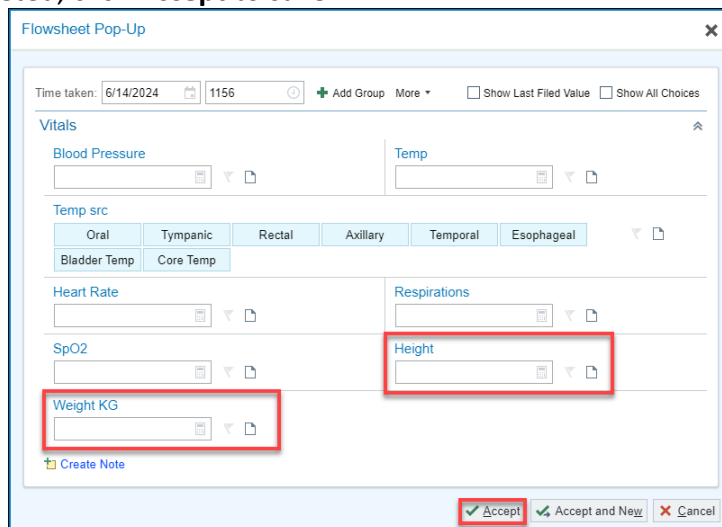 Flowsheet Pop-Up
Time taken: 6/14/2024 1156 Add Group More Show Last Filed Value Show All Choices
Vitals
Blood Pressure Temp
Temp src
Oral Tympanic Rectal Axillary Temporal Esophageal
Bladder Temp Core Temp
Heart Rate Respirations
SpO2 Height
Weight KG
Create Note
Accept Accept and New Cancel